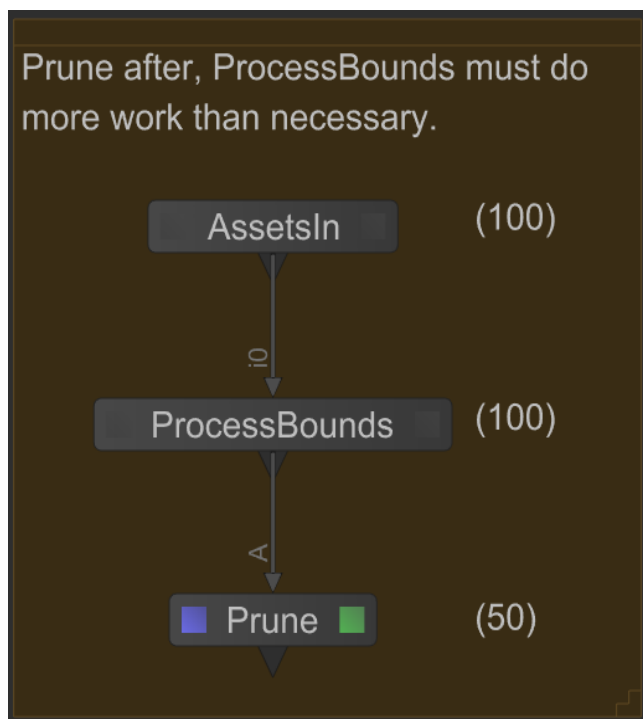 Prune after, ProcessBounds must do
more work than necessary.
AssetsIn (100)
i0
ProcessBounds (100)
A
Prune (50)